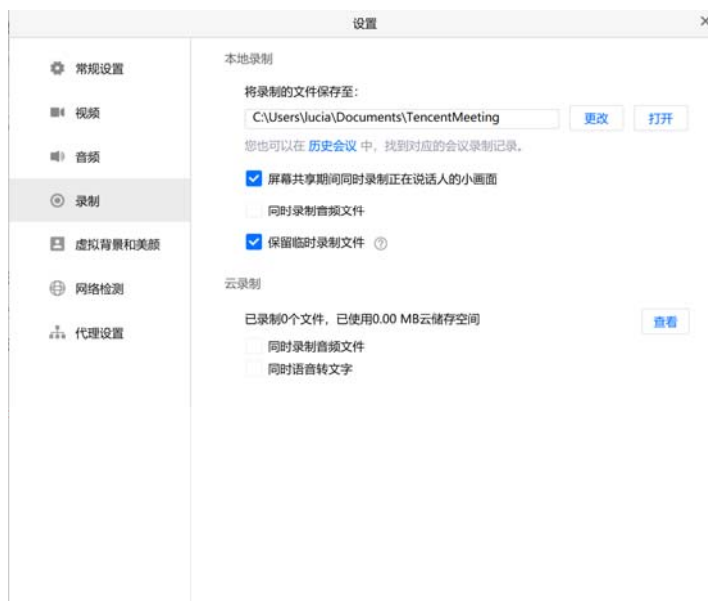 设置
常规设置
视频
音频
录制
虚拟背景和美颜
网络检测
代理设置
本地录制
将录制的文件保存至：
C:\Users\lucia\Documents\TencentMeeting 更改 打开
您也可以在 历史会议 中，找到对应的会议录制记录。
屏幕共享期间同时录制正在说话人的小画面
同时录制音频文件
保留临时录制文件
云录制
已录制0个文件，已使用0.00 MB云储存空间 查看
同时录制音频文件
同时语音转文字